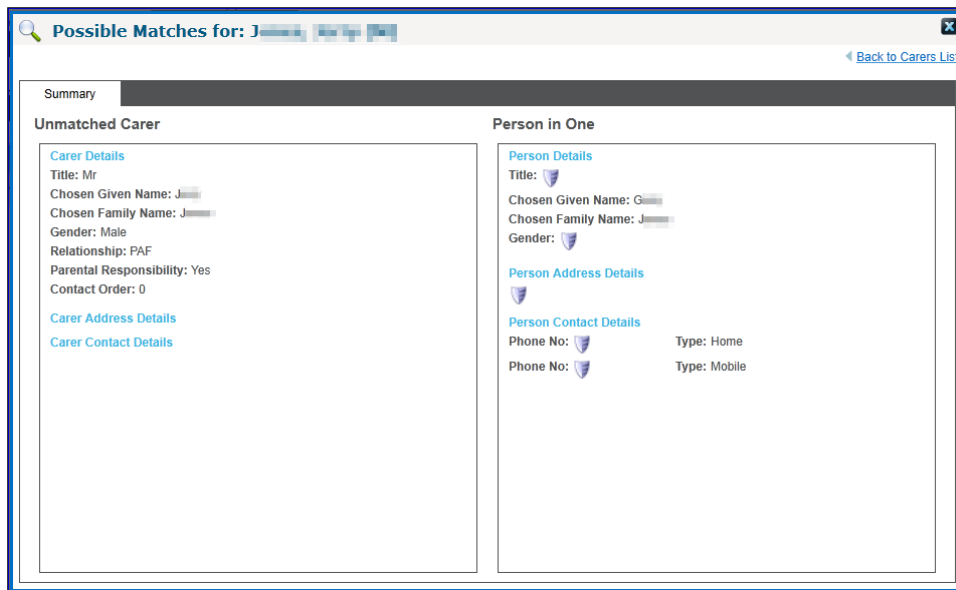 Possible Matches for:
Back to Carers Lis
Summary
Unmatched Carer
Carer Details
Title: Mr
Chosen Given Name:
Chosen Family Name:
Gender: Male
Relationship: PAF
Parental Responsibility: Yes
Contact Order: 0
Carer Address Details
Carer Contact Details
Person in One
Person Details
Title:
Chosen Given Name:
Chosen Family Name:
Gender:
Person Address Details
Person Contact Details
Phone No: Type: Home
Phone No: Type: Mobile